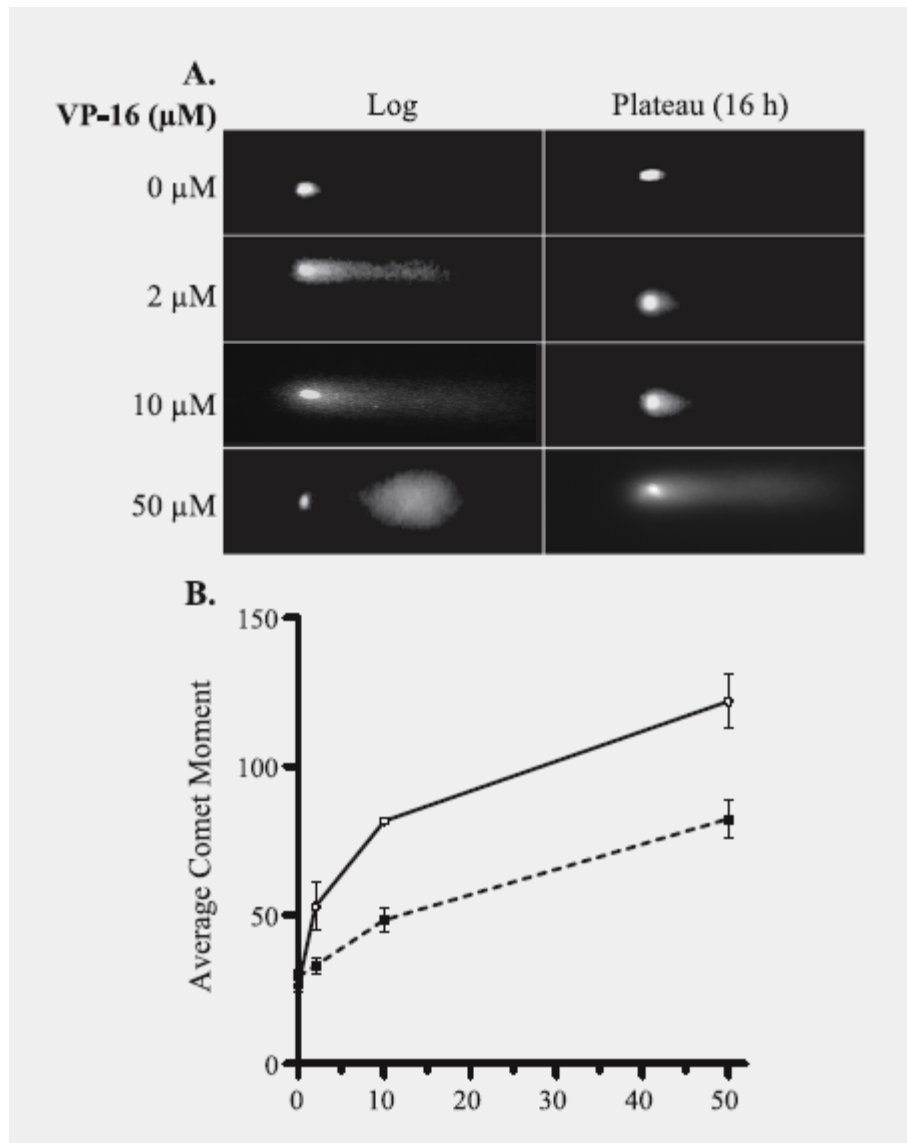 A.
VP-16 (µM)
Log
Plateau (16 h)
0 µM
2 µM
10 µM
50 µM
B.
150
100
50
0
Average Comet Moment
0 10 20 30 40 50